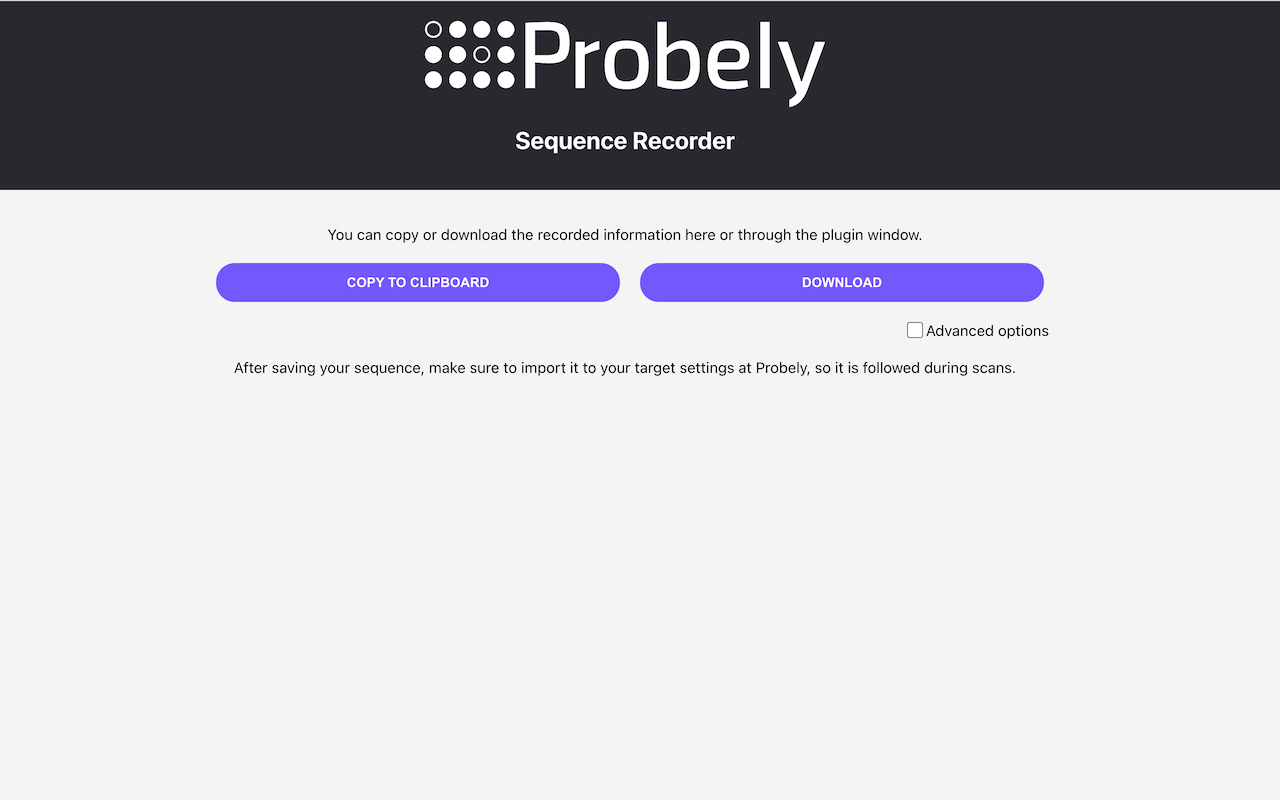 Probely
Sequence Recorder
You can copy or download the recorded information here or through the plugin window.
COPY TO CLIPBOARD
DOWNLOAD
Advanced options
After saving your sequence, make sure to import it to your target settings at Probely, so it is followed during scans.